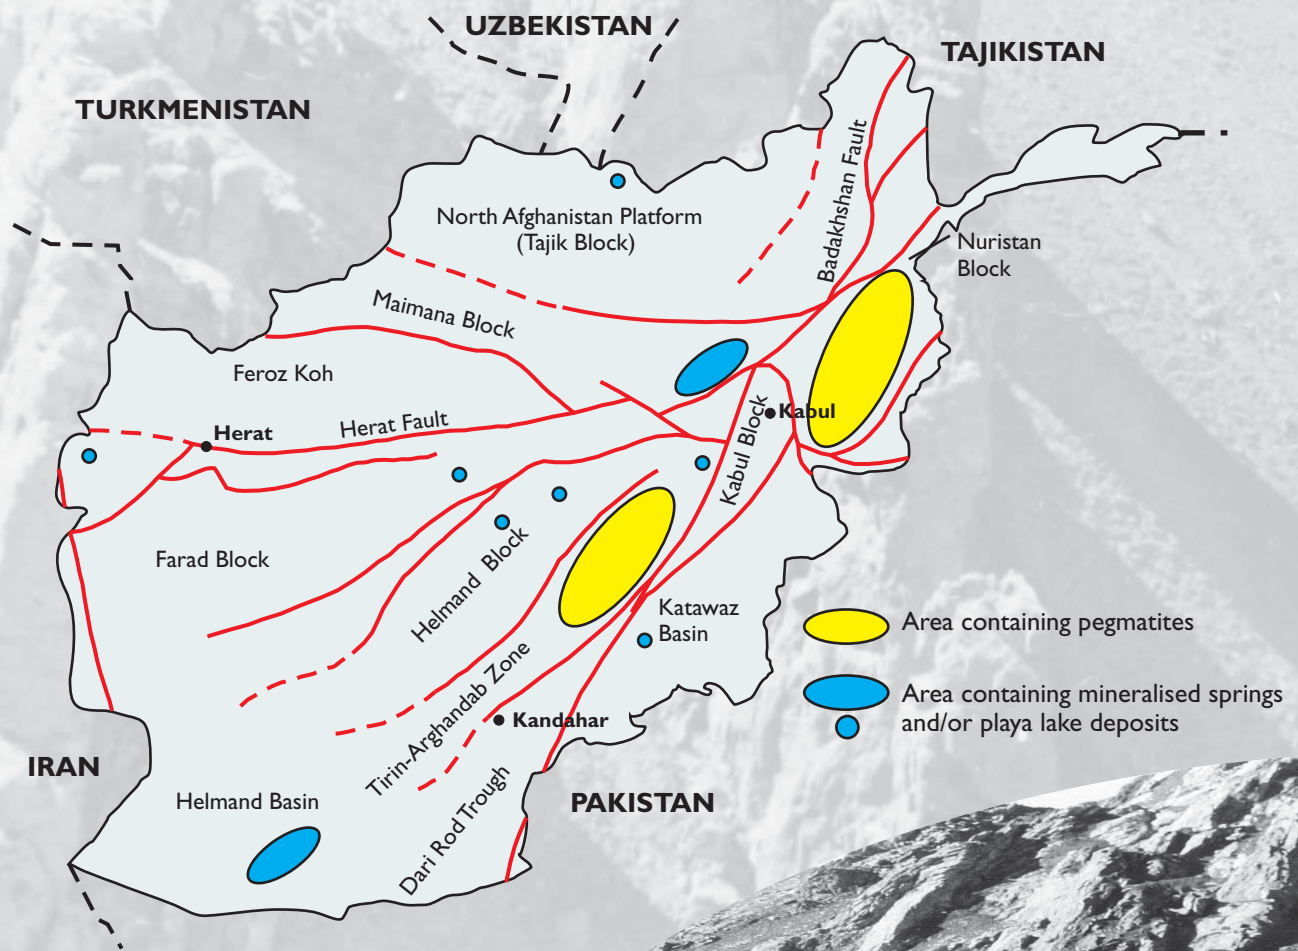 UZBEKISTAN
TAJIKISTAN
TURKMENISTAN
Badakhshan Fault
North Afghanistan Platform
(Tajik Block)
Nuristan
Block
Maimana Block
Feroz Koh
Herat Fault
Herat
Kabul
Kabul Block
Farad Block
Helmand Block
Katawaz
Basin
Tirin-Arghandab Zone
Kandahar
IRAN
Helmand Basin
Dari Rod Trough
PAKISTAN
Area containing pegmatites
Area containing mineralised springs
and/or playa lake deposits